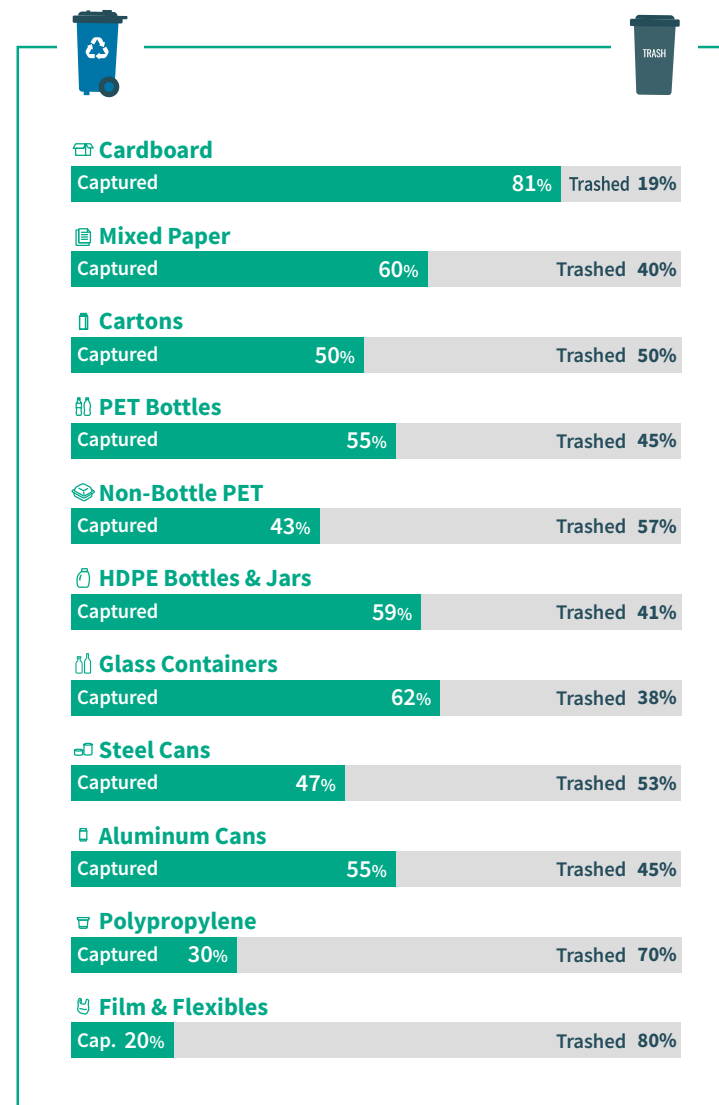 TRASH
Cardboard
Captured 81% Trashed 19%
Mixed Paper
Captured 60% Trashed 40%
Cartons
Captured 50% Trashed 50%
PET Bottles
Captured 55% Trashed 45%
Non-Bottle PET
Captured 43% Trashed 57%
HDPE Bottles & Jars
Captured 59% Trashed 41%
Glass Containers
Captured 62% Trashed 38%
Steel Cans
Captured 47% Trashed 53%
Aluminum Cans
Captured 55% Trashed 45%
Polypropylene
Captured 30% Trashed 70%
Film & Flexibles
Cap. 20% Trashed 80%